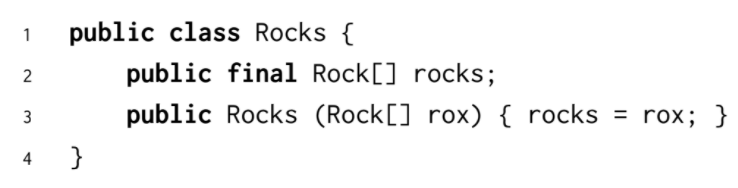 1 public class Rocks {
2 public final Rock[] rocks;
3 public Rocks (Rock[] rox) { rocks = rox; }
4 }